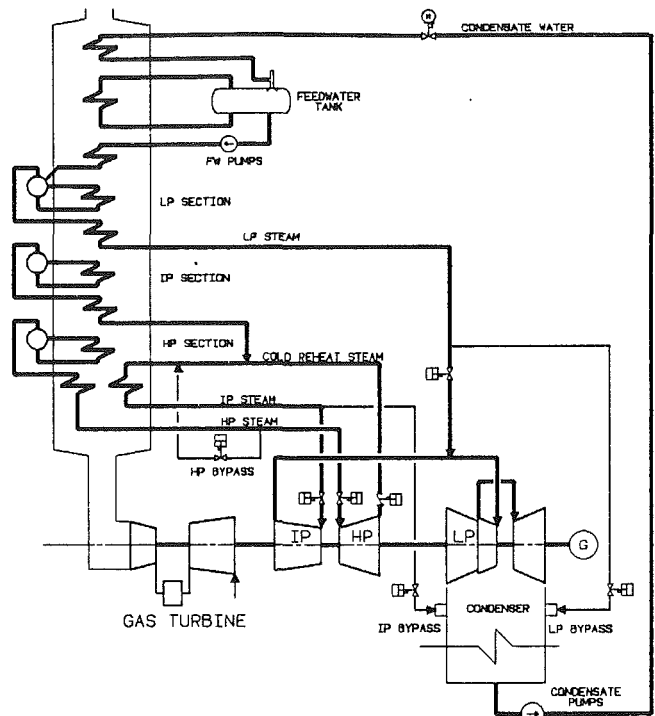 M
CONDENSATE WATER
FEEDWATER
TANK
FW PUMPS
LP SECTION
LP STEAM
IP SECTION
HP SECTION
COLD REHEAT STEAM
IP STEAM
HP STEAM
HP BYPASS
IP
HP
LP
G
GAS TURBINE
CONDENSER
IP BYPASS
LP BYPASS
CONDENSATE
PUMPS